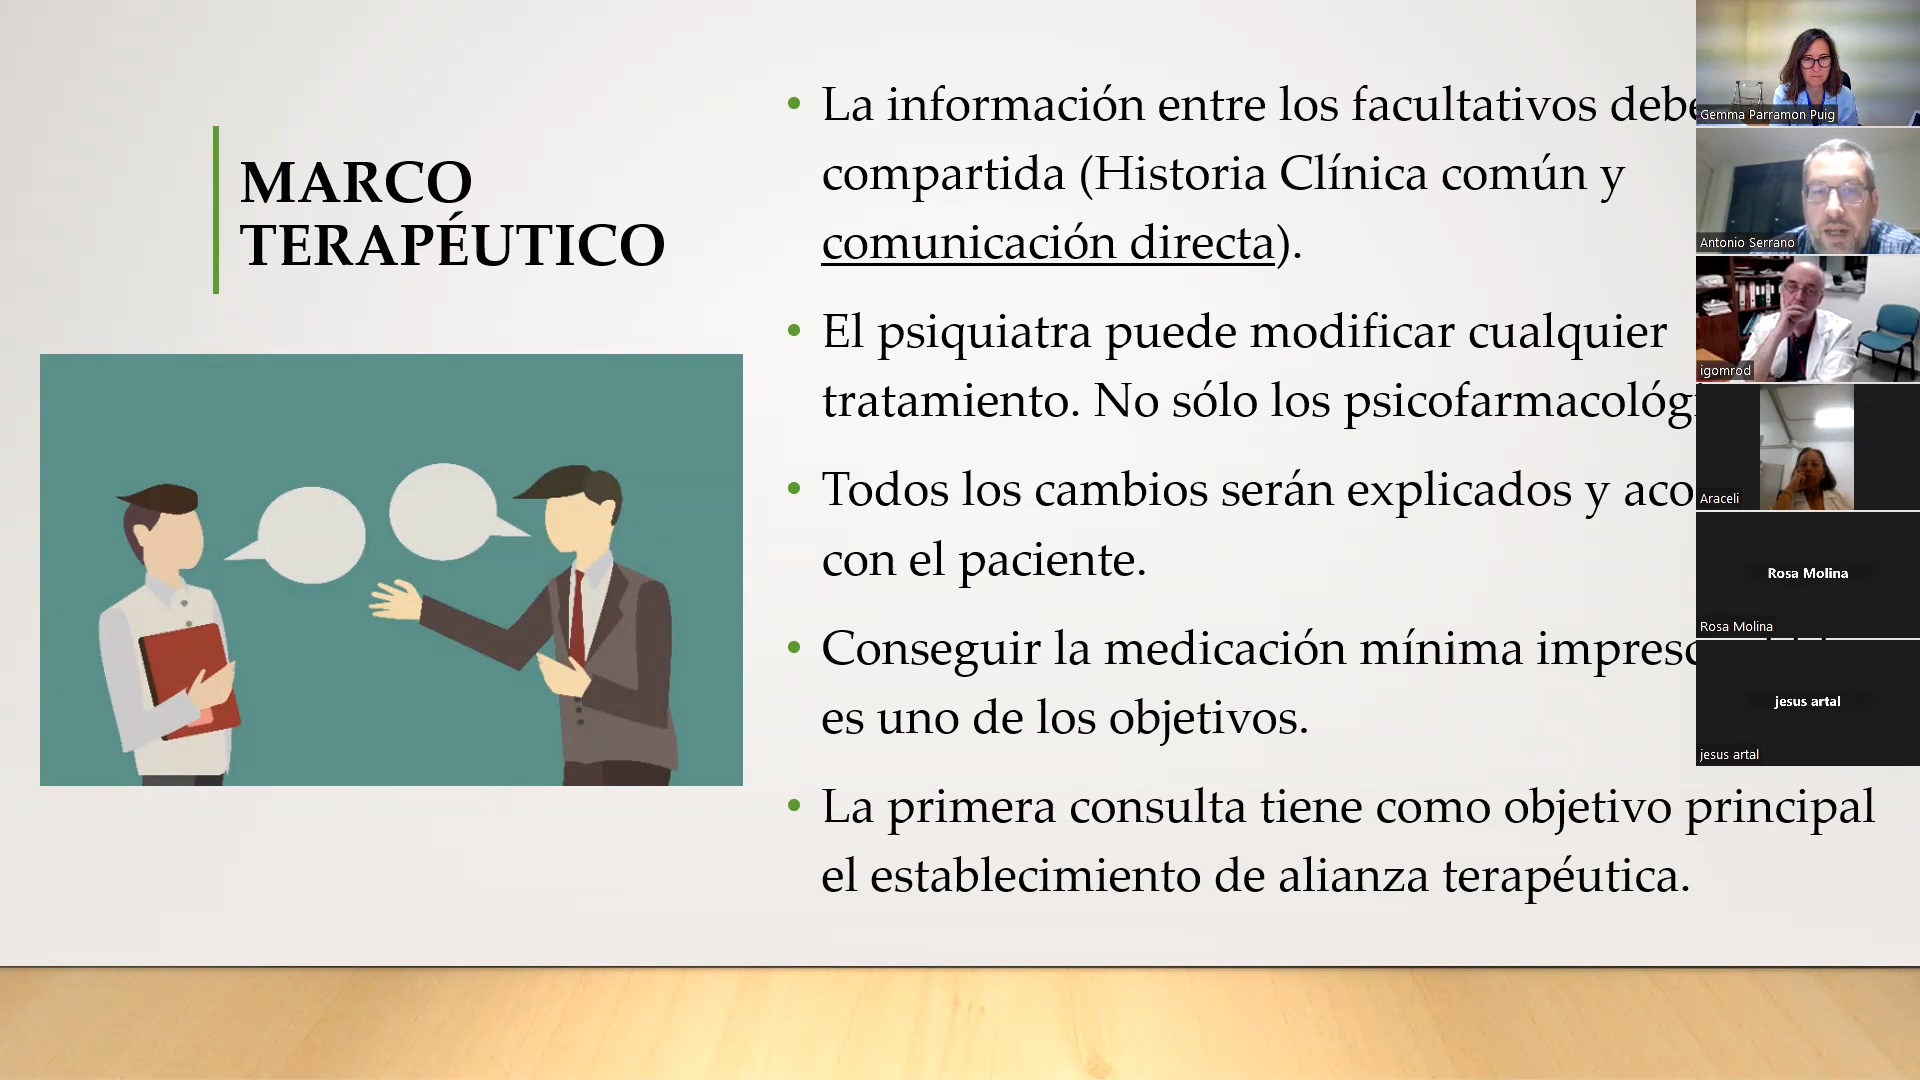 MARCO
TERAPÉUTICO
• La información entre los facultativos debe
compartida (Historia Clínica común y
comunicación directa).
• El psiquiatra puede modificar cualquier
tratamiento. No sólo los
• Todos los cambios serán explicados y
con el paciente.
• Conseguir la medicación mínima
es uno de los objetivos.
• La primera consulta tiene como objetivo principal
el establecimiento de alianza terapéutica.
Gemma Parramon Puig
Antonio Serrano
igomrod
Araceli
Rosa Molina
Rosa Molina
jesus artal
jesus artal